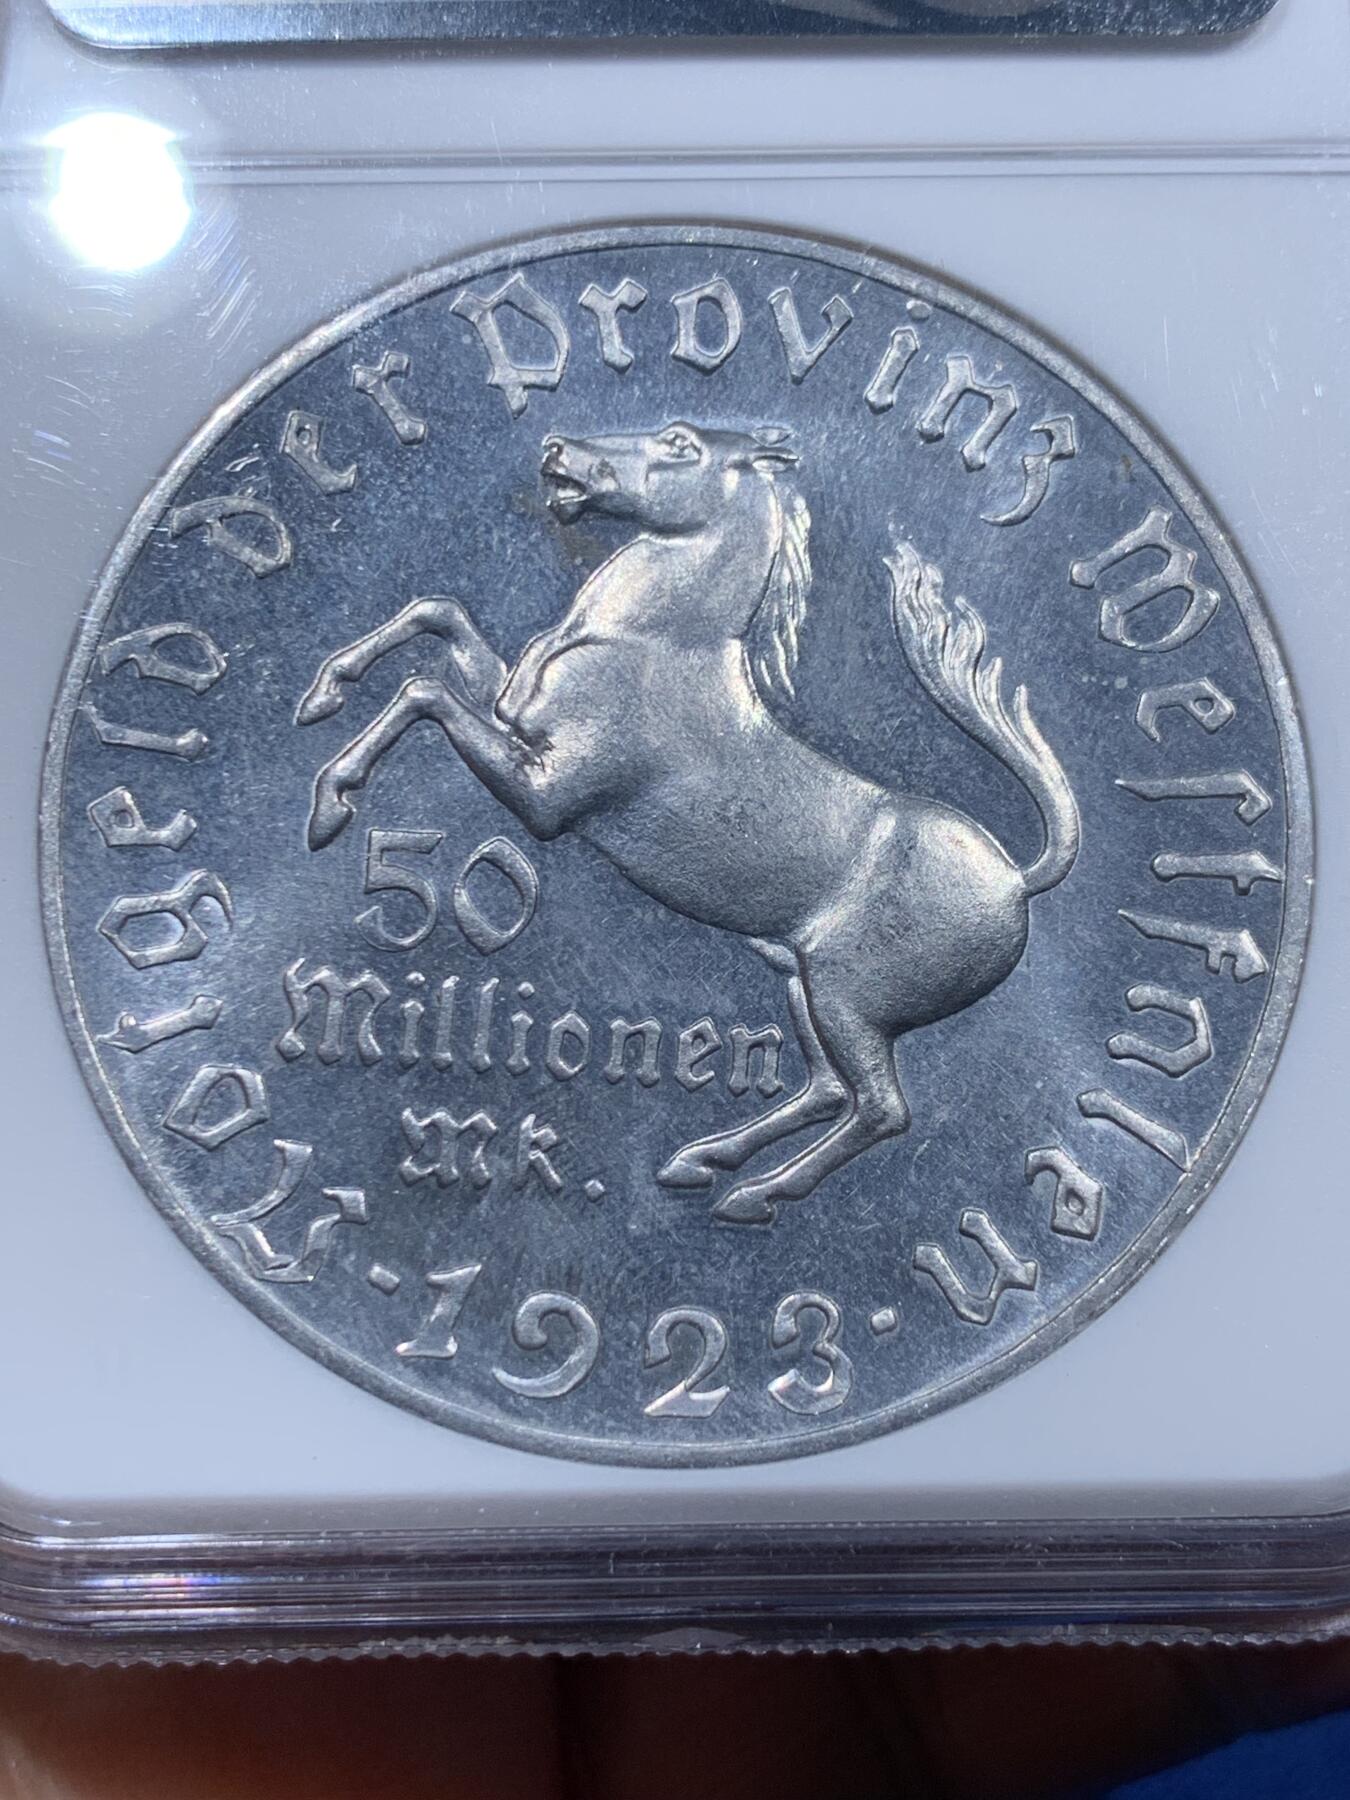 Notgeld der Provinz Westfalen
50
Millionen
Mk.
· 1923 ·